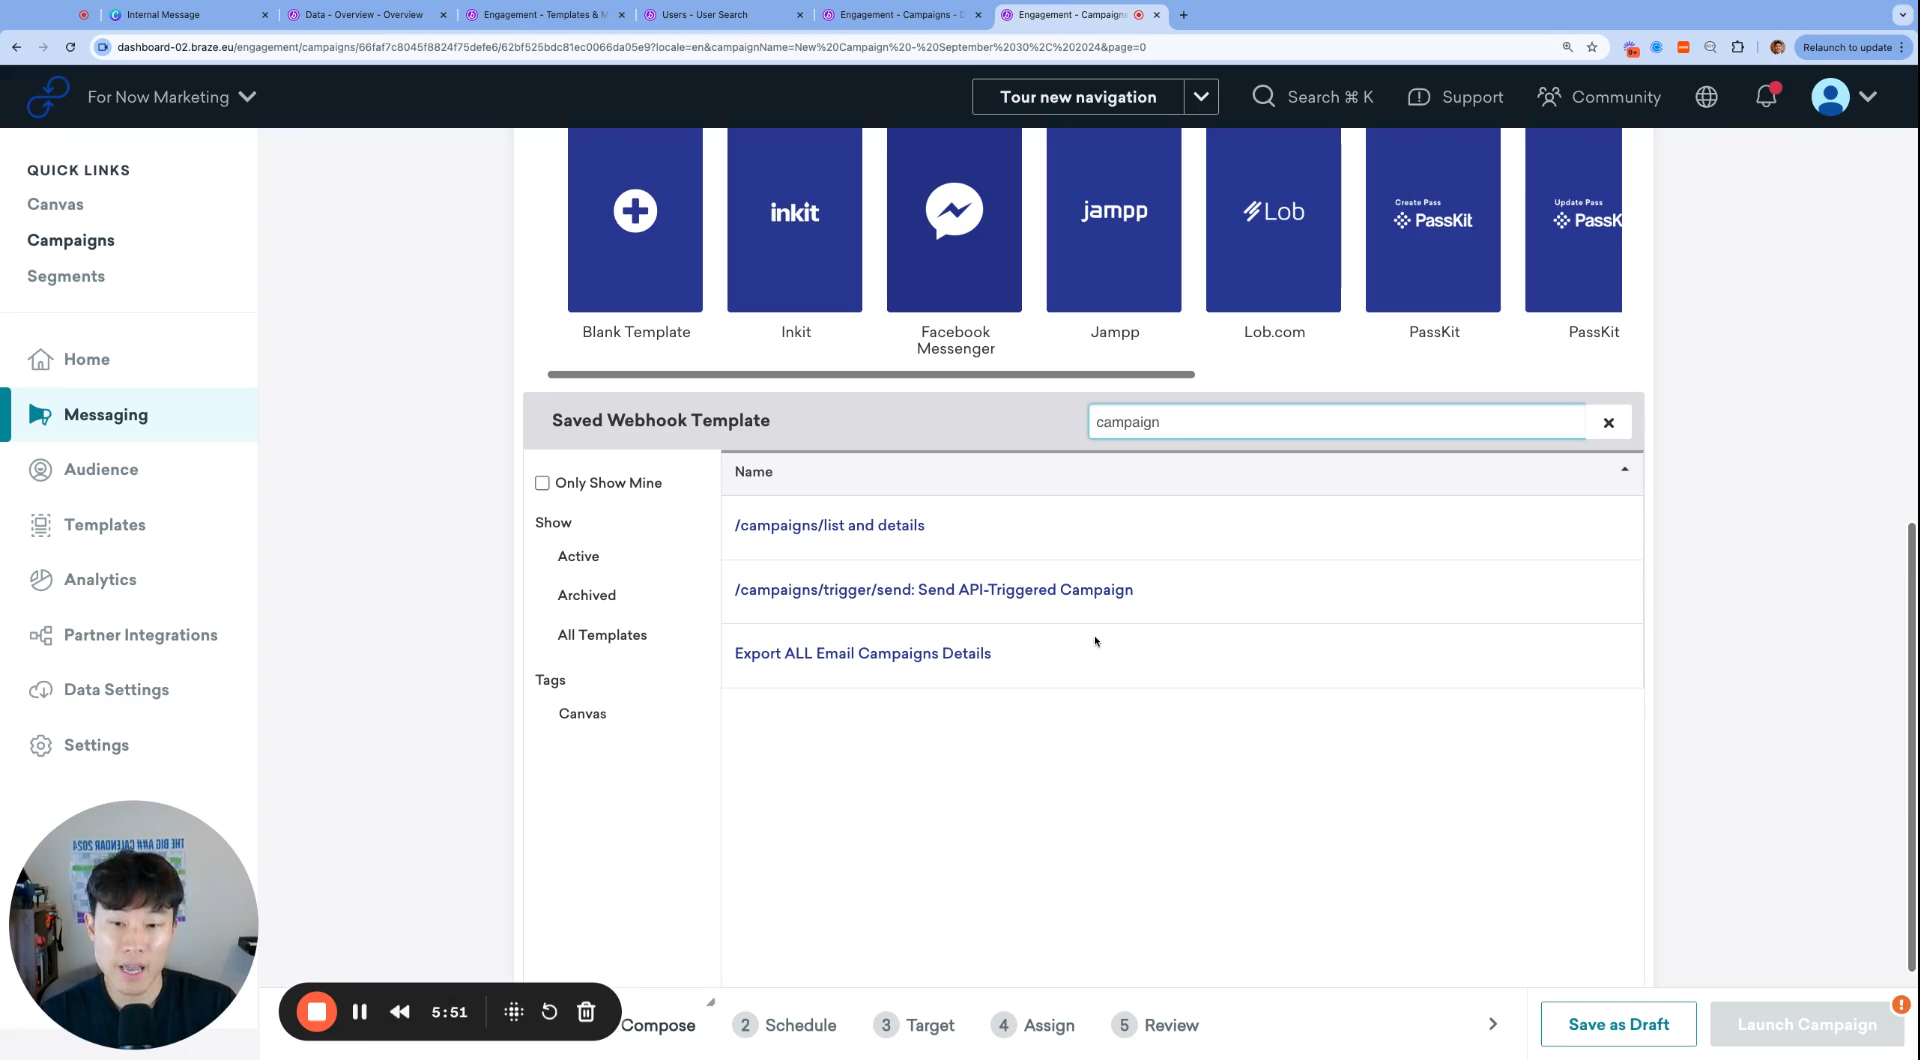 Internal Message
Data - Overview - Overview
Engagement - Templates & M
Users - User Search
Engagement - Campaigns - D
Engagement - Campaigns
dashboard-02.braze.eu/engagement/campaigns/66faf7c8045f8824f75defe6/62bf525bdc81ec0066da05e9?locale=en&campaignName=New%20Campaign%20-%20September%2030%2C%202024&page=0
9+
Relaunch to update
For Now Marketing
Tour new navigation
Search ⌘ K
Support
Community
QUICK LINKS
Canvas
Campaigns
Segments
Home
Messaging
Audience
Templates
Analytics
Partner Integrations
Data Settings
Settings
inkit
jampp
Lob
Create Pass
PassKit
Update Pass
PassK
Blank Template
Inkit
Facebook
Messenger
Jampp
Lob.com
PassKit
PassKit
Saved Webhook Template
campaign
Only Show Mine
Show
Active
Archived
All Templates
Tags
Canvas
Name
/campaigns/list and details
/campaigns/trigger/send: Send API-Triggered Campaign
Export ALL Email Campaigns Details
THE BIG A## CALENDAR 2024
5:51
Compose
2 Schedule
3 Target
4 Assign
5 Review
Save as Draft
Launch Campaign